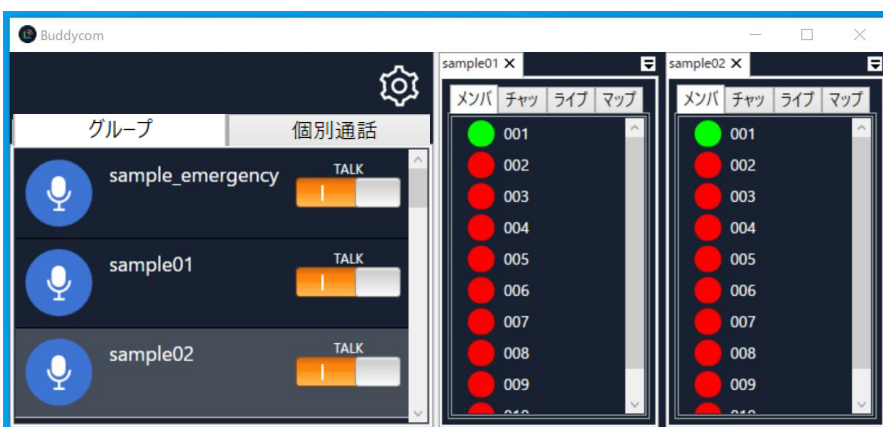 Buddycom
グループ
個別通話
sample_emergency
TALK
sample01
TALK
sample02
TALK
sample01
メンバ
チャッ
ライブ
マップ
001
002
003
004
005
006
007
008
009
sample02
メンバ
チャッ
ライブ
マップ
001
002
003
004
005
006
007
008
009